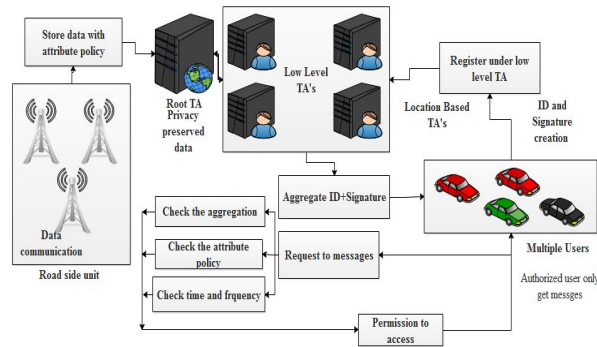 Store data with
attribute policy
Root TA
Privacy
preserved
data
Low Level
TA's
Register under low
level TA
Location Based
TA's
ID and
Signature
creation
Data
communication
Road side unit
Aggregate ID+Signature
Check the aggregation
Check the attribute
policy
Request to messages
Check time and frquency
Multiple Users
Authorized user only
get messges
Permission to
access